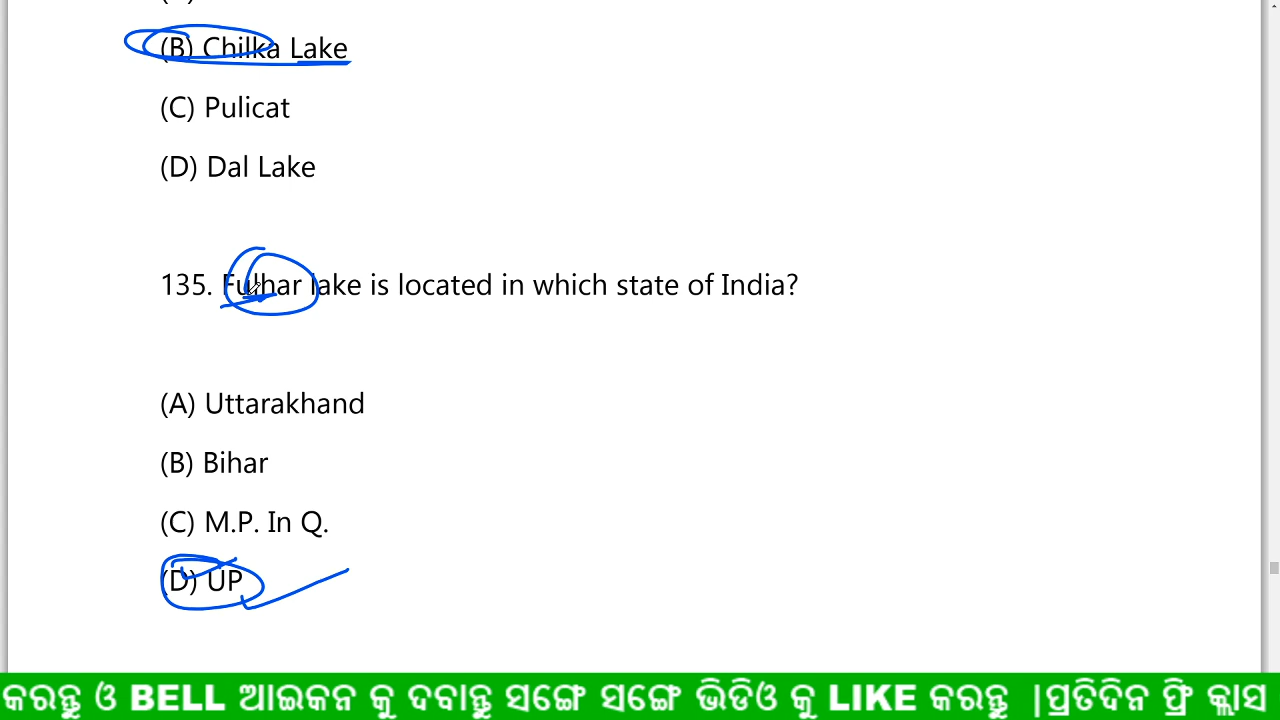 (B) Chilka Lake
(C) Pulicat
(D) Dal Lake
135. Fulhar lake is located in which state of India?
(A) Uttarakhand
(B) Bihar
(C) M.P. In Q.
(D) UP
କରନ୍ତୁ ଓ BELL ଆଇକନ କୁ ଦବାନ୍ତୁ ସଙ୍ଗେ ସଙ୍ଗେ ଭିଡିଓ କୁ LIKE କରନ୍ତୁ |ପ୍ରତିଦିନ ଫ୍ରି କ୍ଲାସ